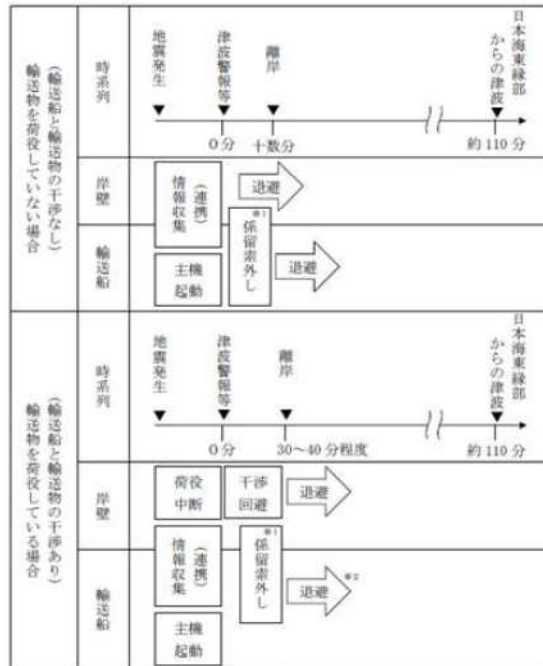 輸送物を荷役していない場合
（輸送船と輸送物の干渉なし）
時系列
地震発生
津波警報等
離岸
日本海東縁部
からの津波
0分
十数分
約110分
岸壁
情報収集
（連携）
退避
※1
係留索外し
輸送船
主機
起動
退避
輸送物を荷役している場合
（輸送船と輸送物の干渉あり）
時系列
地震発生
津波警報等
離岸
日本海東縁部
からの津波
0分
30～40分程度
約110分
岸壁
荷役
中断
干渉
回避
退避
情報収集
（連携）
※1
係留索外し
輸送船
退避
※2
主機
起動